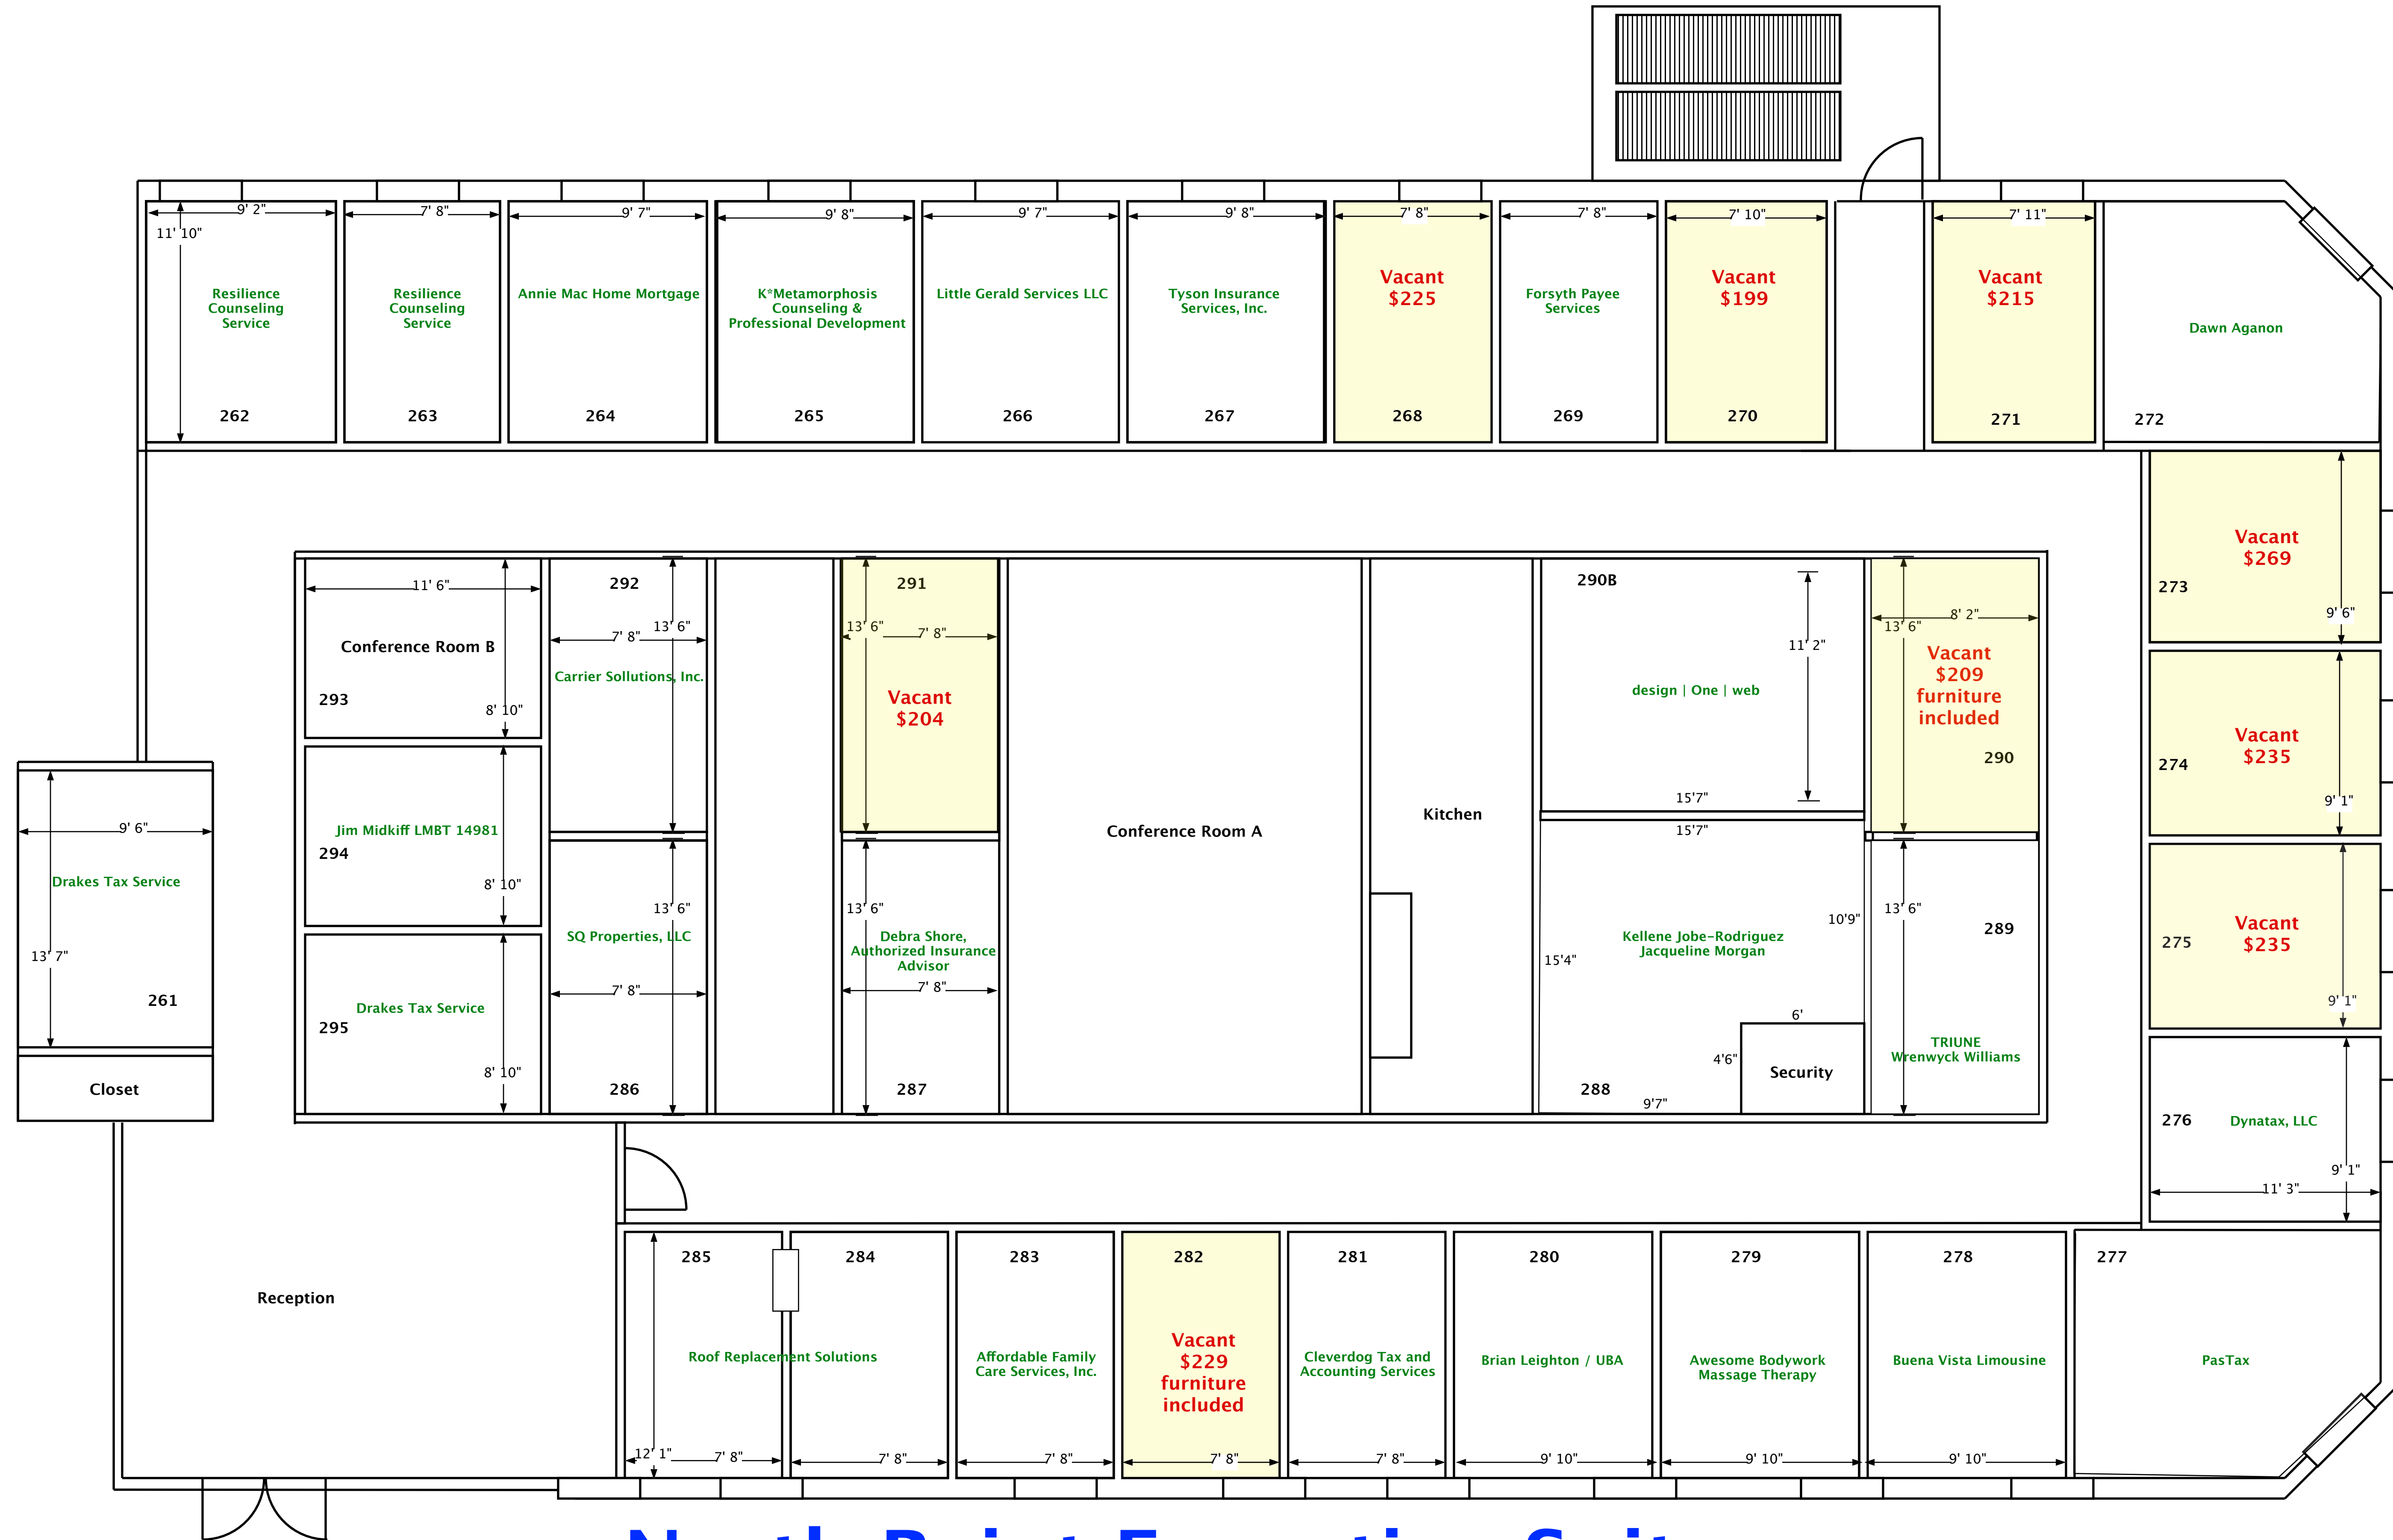 9' 2"
11' 10"
Resilience
Counseling
Service
262
7' 8"
Resilience
Counseling
Service
263
9' 7"
Annie Mac Home Mortgage
264
9' 8"
K*Metamorphosis
Counseling &
Professional Development
265
9' 7"
Little Gerald Services LLC
266
9' 8"
Tyson Insurance
Services, Inc.
267
7' 8"
Vacant
$225
268
7' 8"
Forsyth Payee
Services
269
7' 10"
Vacant
$199
270
7' 11"
Vacant
$215
271
Dawn Aganon
272
Vacant
$269
273
9' 6"
Vacant
$235
274
9' 1"
Vacant
$235
275
9' 1"
276
Dynatax, LLC
9' 1"
11' 3"
11' 6"
Conference Room B
293
8' 10"
Jim Midkiff LMBT 14981
294
8' 10"
Drakes Tax Service
295
8' 10"
292
7' 8"
13' 6"
Carrier Sollutions, Inc.
13' 6"
SQ Properties, LLC
7' 8"
286
291
13' 6"
7' 8"
Vacant
$204
13' 6"
Debra Shore,
Authorized Insurance
Advisor
7' 8"
287
Conference Room A
Kitchen
290B
11' 2"
design | One | web
15'7"
15'7"
10'9"
Kellene Jobe-Rodriguez
Jacqueline Morgan
15'4"
6'
4'6"
Security
288
9'7"
8' 2"
13' 6"
Vacant
$209
furniture
included
290
13' 6"
289
TRIUNE
Wrenwyck Williams
9' 6"
Drakes Tax Service
13' 7"
261
Closet
Reception
285
284
Roof Replacement Solutions
12' 1"
7' 8"
7' 8"
283
Affordable Family
Care Services, Inc.
7' 8"
282
Vacant
$229
furniture
included
7' 8"
281
Cleverdog Tax and
Accounting Services
7' 8"
280
Brian Leighton / UBA
9' 10"
279
Awesome Bodywork
Massage Therapy
9' 10"
278
Buena Vista Limousine
9' 10"
277
PasTax